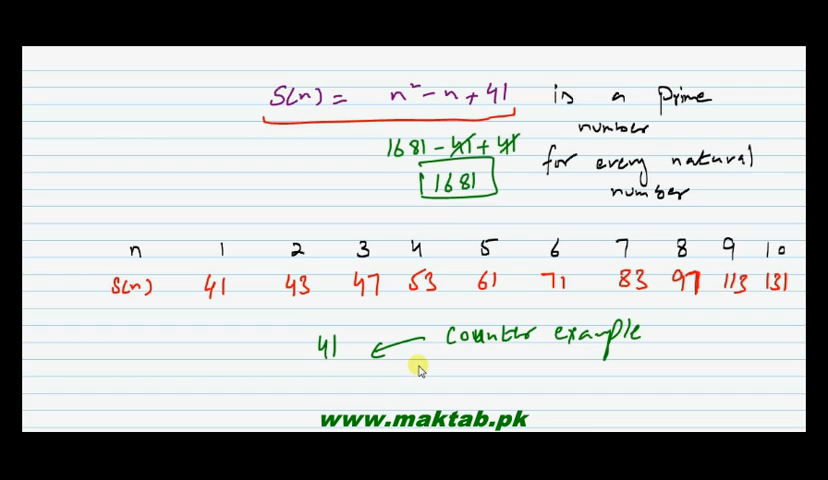 S(n) = n² - n + 41 is a prime
number
1681 - 41 + 41 for every natural
1681 number
n 1 2 3 4 5 6 7 8 9 10
S(n) 41 43 47 53 61 71 83 97 113 131
41 ← counter example
www.maktab.pk